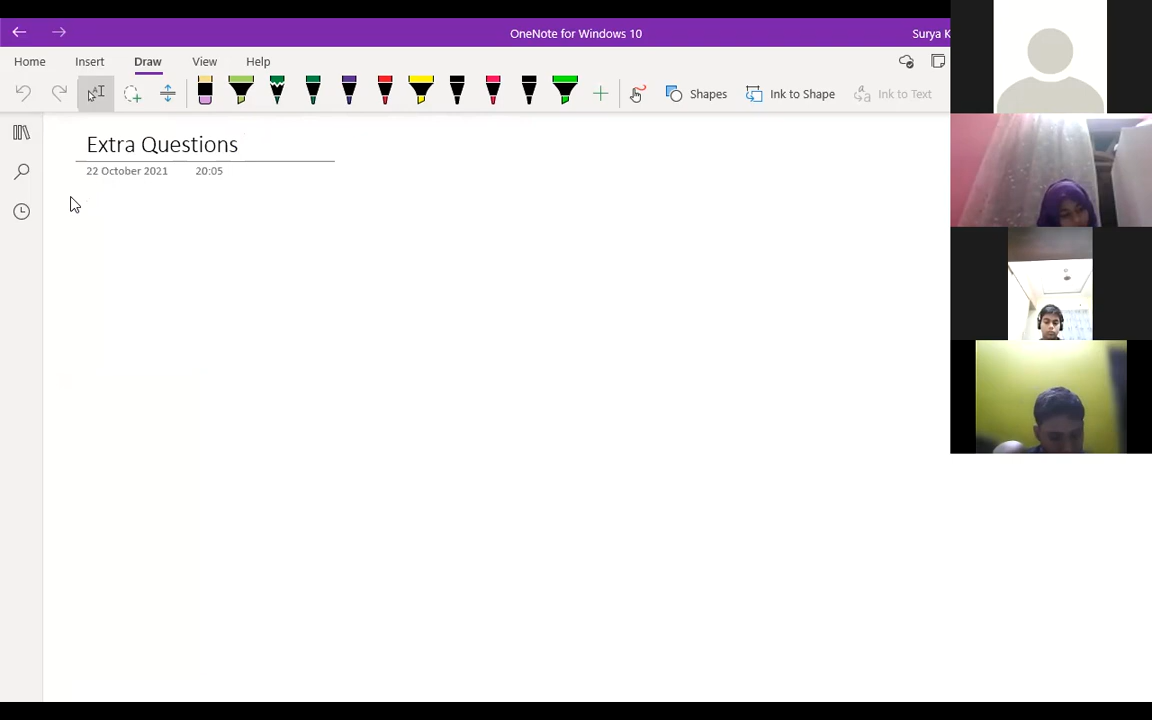 OneNote for Windows 10
Surya K
Home Insert Draw View Help
Shapes Ink to Shape Ink to Text
Extra Questions
22 October 2021 20:05